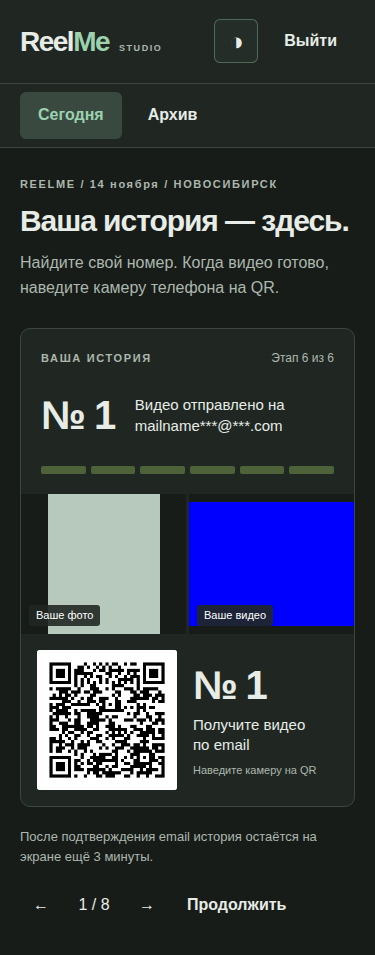 ReelMe STUDIO
Выйти
Сегодня Архив
REELME / 14 ноября / НОВОСИБИРСК
Ваша история — здесь.
Найдите свой номер. Когда видео готово,
наведите камеру телефона на QR.
ВАША ИСТОРИЯ
Этап 6 из 6
№ 1
Видео отправлено на
mailname***@***.com
Ваше фото
Ваше видео
№ 1
Получите видео
по email
Наведите камеру на QR
После подтверждения email история остаётся на
экране ещё 3 минуты.
← 1 / 8 → Продолжить